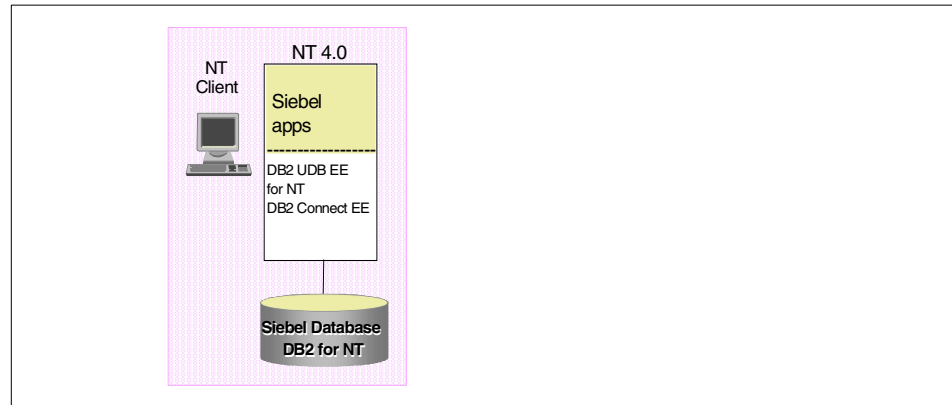 NT 4.0
NT
Client
Siebel
apps
DB2 UDB EE
for NT
DB2 Connect EE
Siebel Database
DB2 for NT